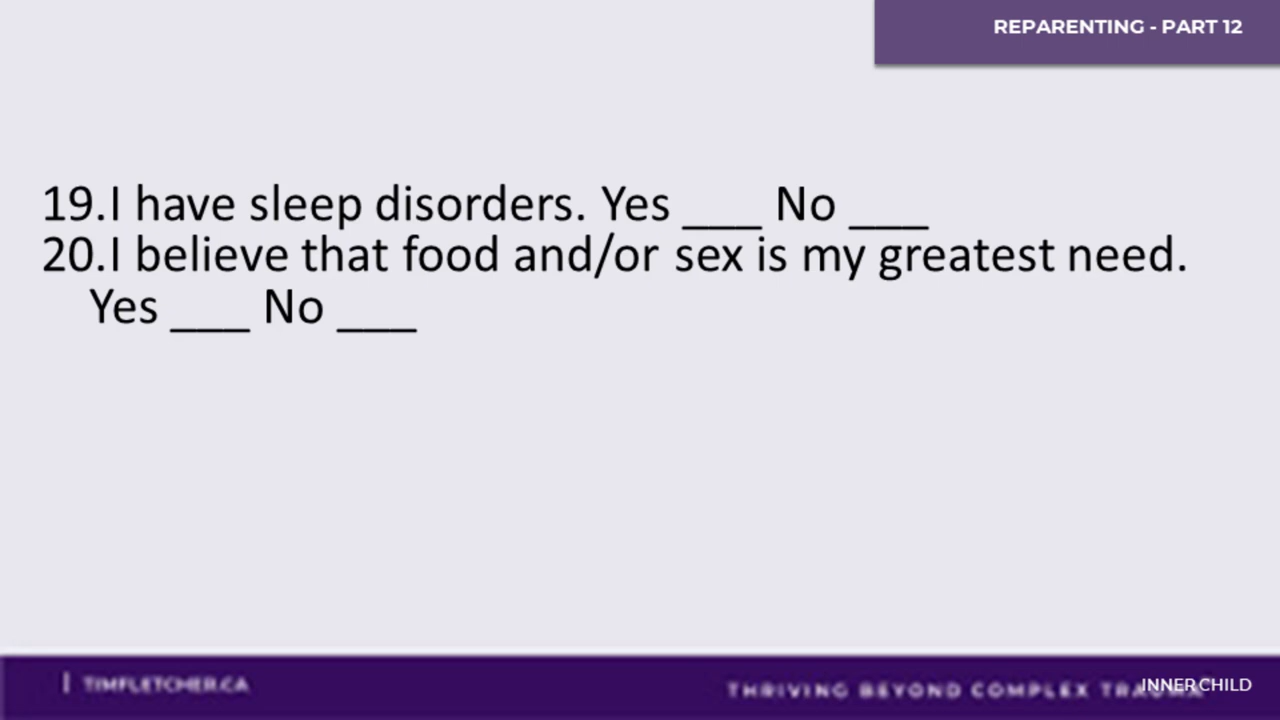 REPARENTING - PART 12
19.I have sleep disorders. Yes ___ No ___
20.I believe that food and/or sex is my greatest need.
Yes ___ No ___
| TIMFLETCHER.CA
THRIVING BEYOND COMPLEX TRAUMA
INNER CHILD